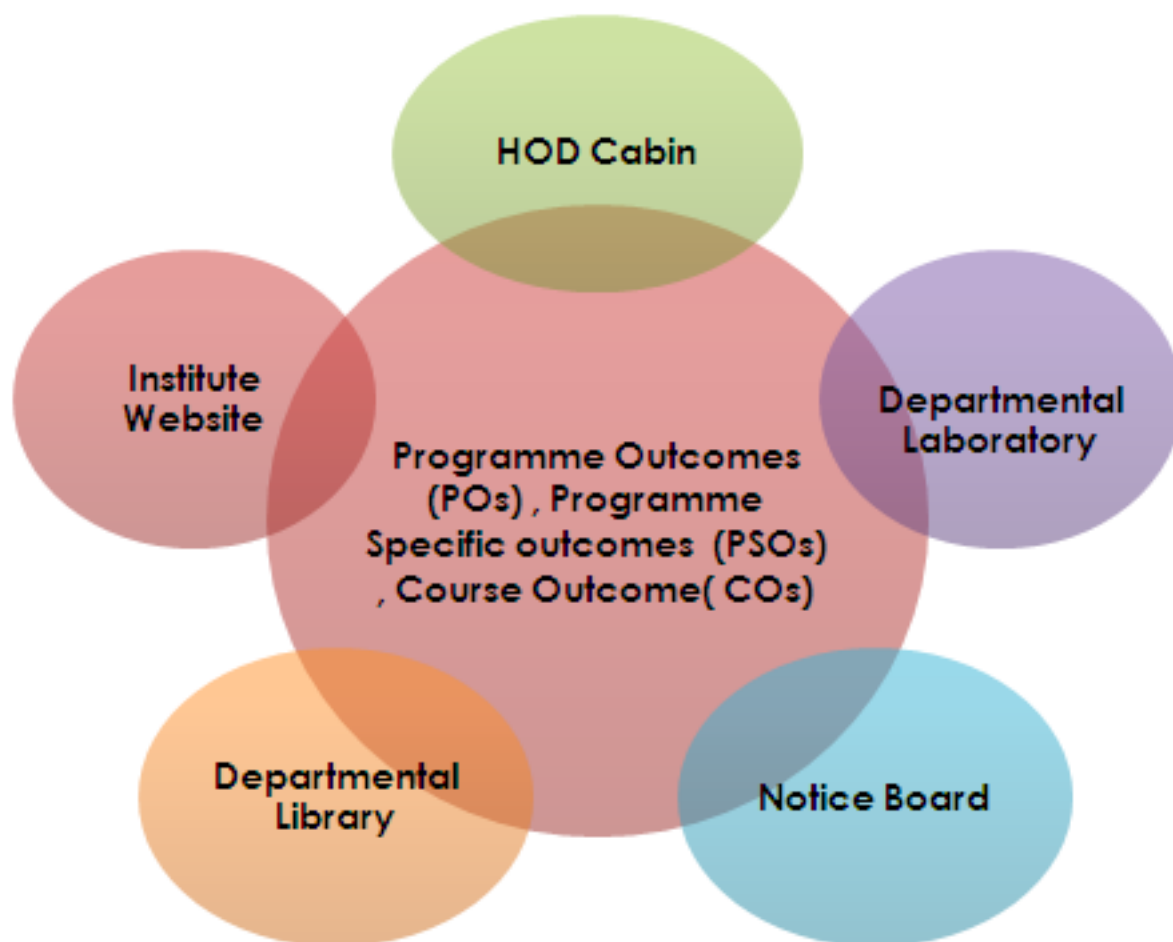 HOD Cabin
Institute
Website
Departmental
Laboratory
Programme Outcomes
(POs) , Programme
Specific outcomes (PSOs)
, Course Outcome( COs)
Departmental
Library
Notice Board